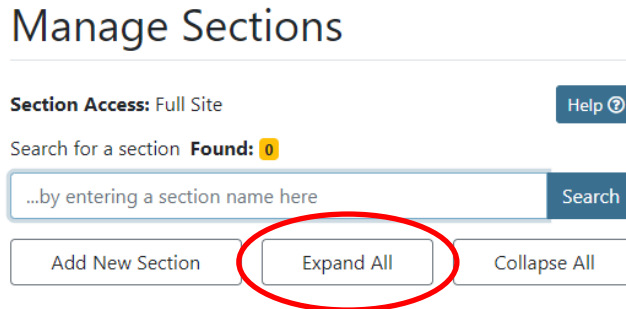 Manage Sections
Section Access: Full Site
Help
Search for a section Found: 0
...by entering a section name here
Search
Add New Section
Expand All
Collapse All